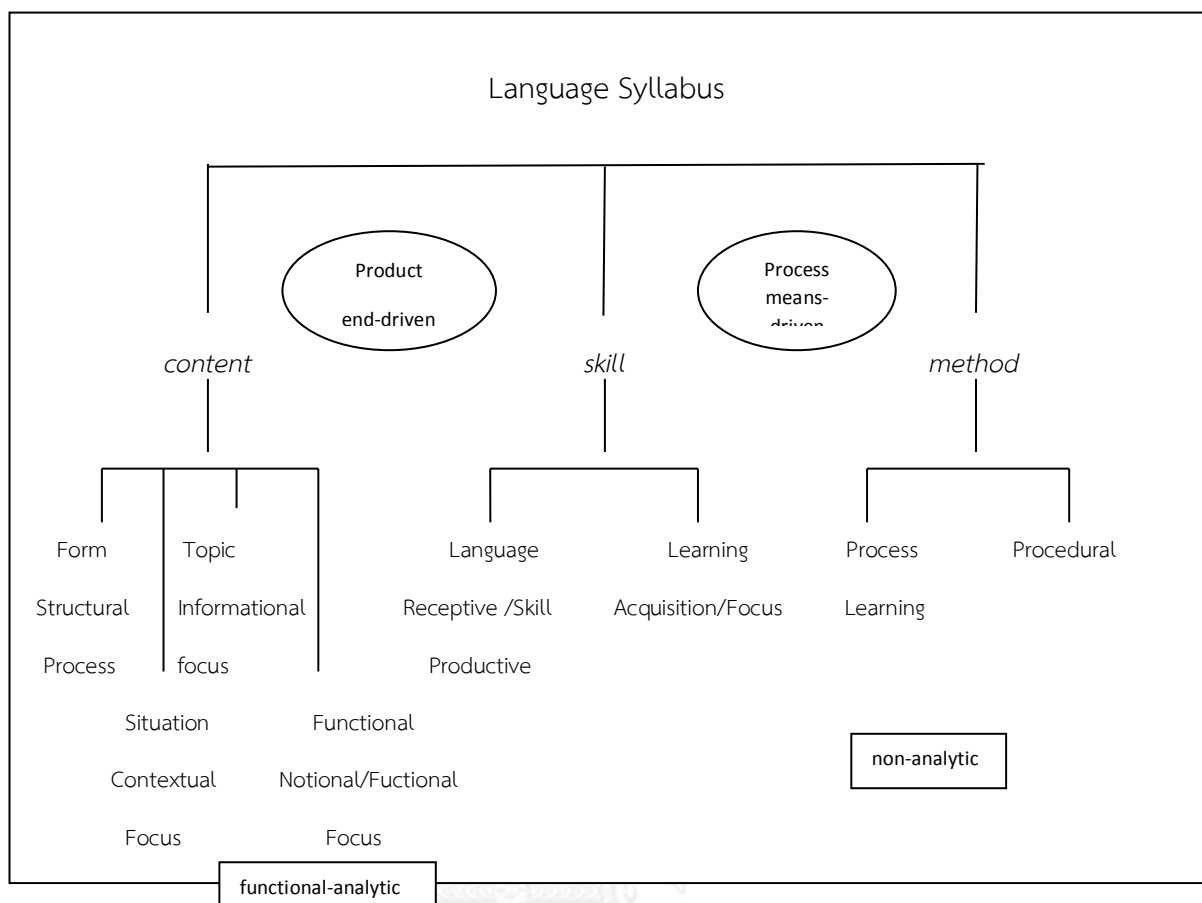 Language Syllabus
Product
end-driven
Process
means-
driven
content
skill
method
Form
Structural
Process
Topic
Informational
focus
Situation
Contextual
Focus
Functional
Notional/Fuctional
Focus
Language
Receptive /Skill
Productive
Learning
Acquisition/Focus
Process
Learning
Procedural
non-analytic
functional-analytic